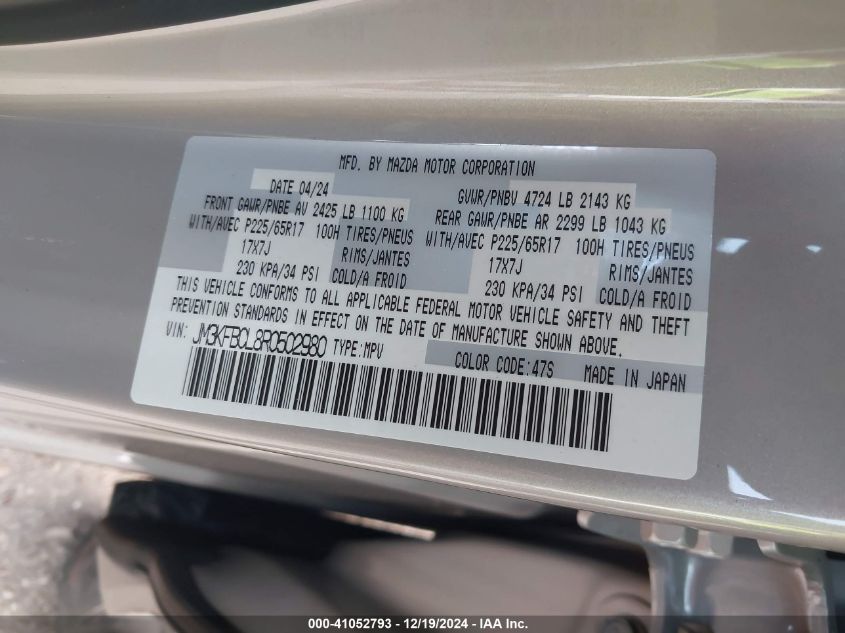 MFD. BY MAZDA MOTOR CORPORATION
DATE 04/24 GVWR/PNBV 4724 LB 2143 KG
FRONT GAWR/PNBE AV 2425 LB 1100 KG REAR GAWR/PNBE AR 2299 LB 1043 KG
WITH/AVEC P225/65R17 100H TIRES/PNEUS WITH/AVEC P225/65R17 100H TIRES/PNEUS
17X7J RIMS/JANTES 17X7J RIMS/JANTES
230 KPA/34 PSI COLD/A FROID 230 KPA/34 PSI COLD/A FROID
THIS VEHICLE CONFORMS TO ALL APPLICABLE FEDERAL MOTOR VEHICLE SAFETY AND THEFT
PREVENTION STANDARDS IN EFFECT ON THE DATE OF MANUFACTURE SHOWN ABOVE.
VIN: JM3KFBCL8R0502980 TYPE:MPV
COLOR CODE:47S MADE IN JAPAN
000-41052793 - 12/19/2024 - IAA Inc.